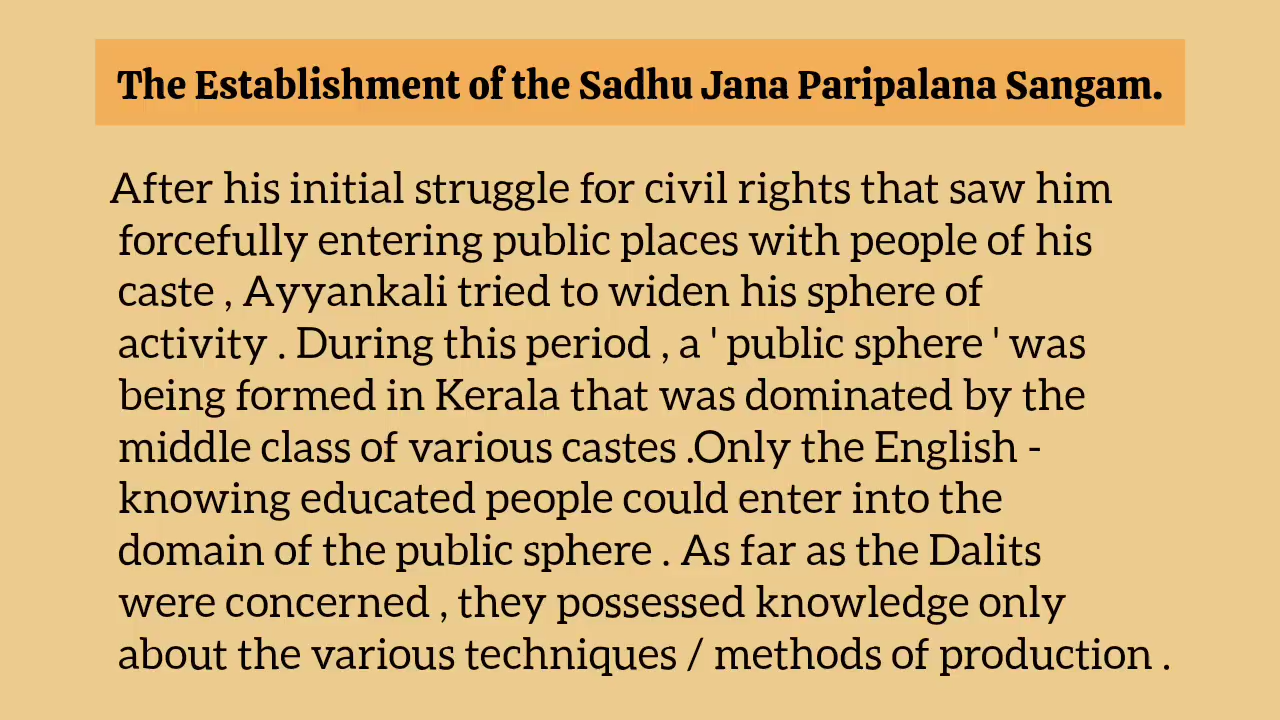 The Establishment of the Sadhu Jana Paripalana Sangam.
After his initial struggle for civil rights that saw him
forcefully entering public places with people of his
caste , Ayyankali tried to widen his sphere of
activity . During this period , a ' public sphere ' was
being formed in Kerala that was dominated by the
middle class of various castes .Only the English -
knowing educated people could enter into the
domain of the public sphere . As far as the Dalits
were concerned , they possessed knowledge only
about the various techniques / methods of production .